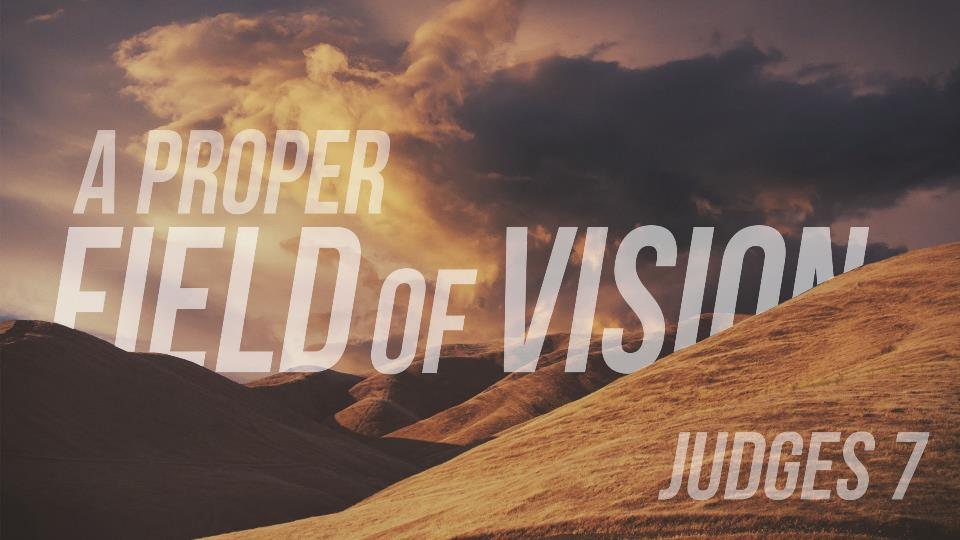 A PROPER
FIELD OF VISION
JUDGES 7